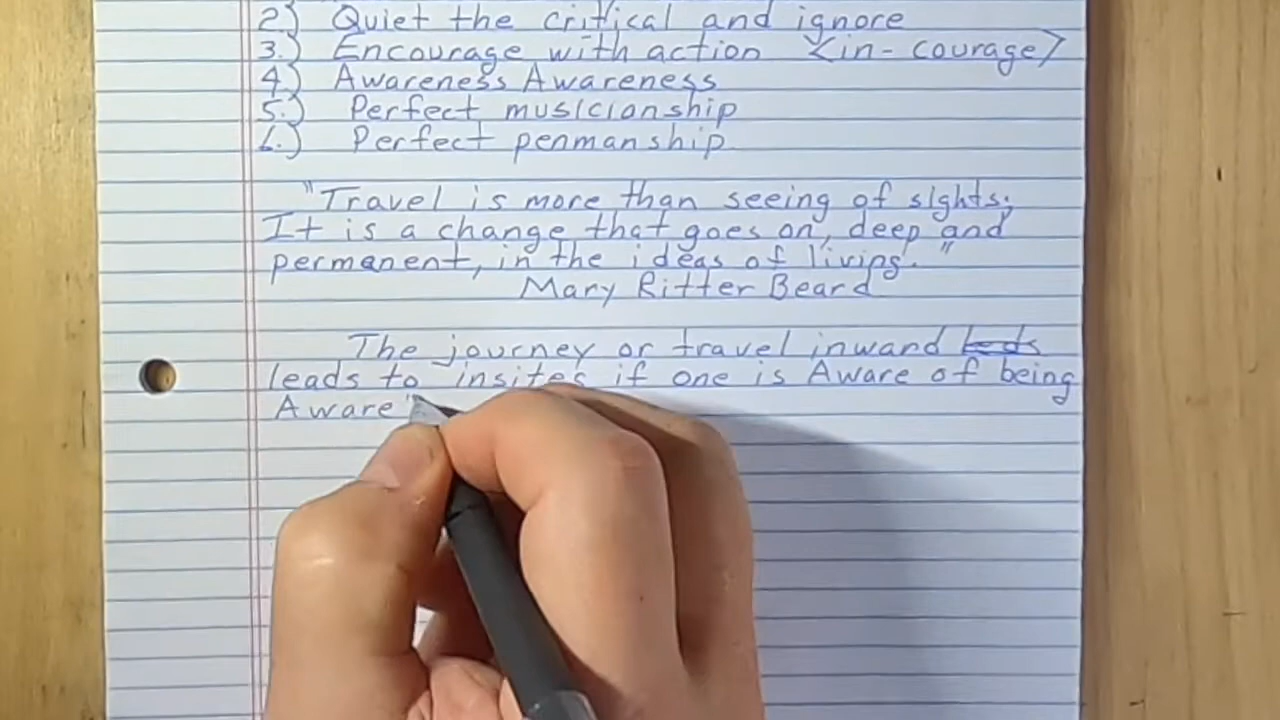 2.) Quiet the critical and ignore
3.) Encourage with action <in-courage>
4.) Awareness Awareness
5.) Perfect musicianship
6.) Perfect penmanship
"Travel is more than seeing of sights;
It is a change that goes on, deep and
permanent, in the ideas of living."
Mary Ritter Beard
The journey or travel inward leds
leads to insites if one is Aware of being
Aware"